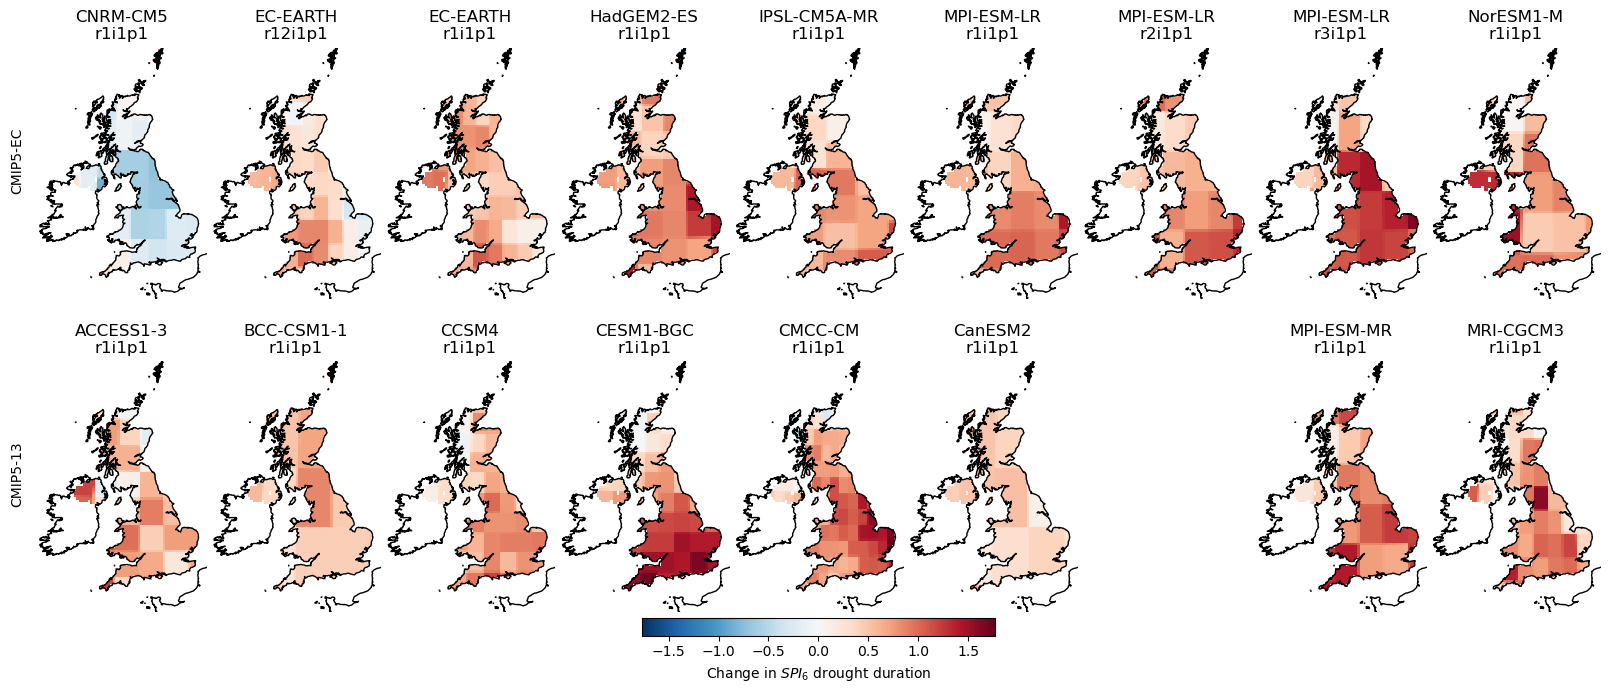 CNRM-CM5 EC-EARTH EC-EARTH HadGEM2-ES IPSL-CM5A-MR MPI-ESM-LR MPI-ESM-LR MPI-ESM-LR NorESM1-M
r1i1p1 r12i1p1 r1i1p1 r1i1p1 r1i1p1 r1i1p1 r2i1p1 r3i1p1 r1i1p1
CMIP5-EC
ACCESS1-3 BCC-CSM1-1 CCSM4 CESM1-BGC CMCC-CM CanESM2 MPI-ESM-MR MRI-CGCM3
r1i1p1 r1i1p1 r1i1p1 r1i1p1 r1i1p1 r1i1p1 r1i1p1 r1i1p1
CMIP5-13
−1.5 −1.0 −0.5 0.0 0.5 1.0 1.5
Change in SPI₆ drought duration